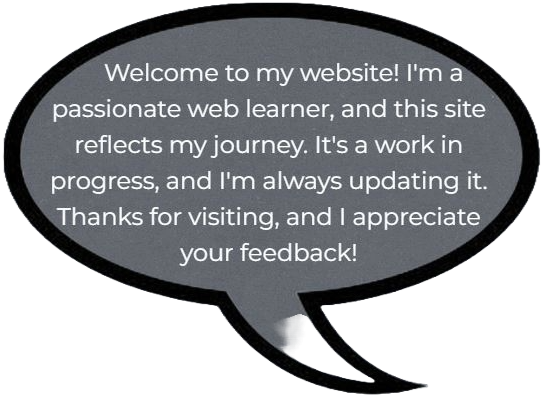 Welcome to my website! I'm a
passionate web learner, and this site
reflects my journey. It's a work in
progress, and I'm always updating it.
Thanks for visiting, and I appreciate
your feedback!